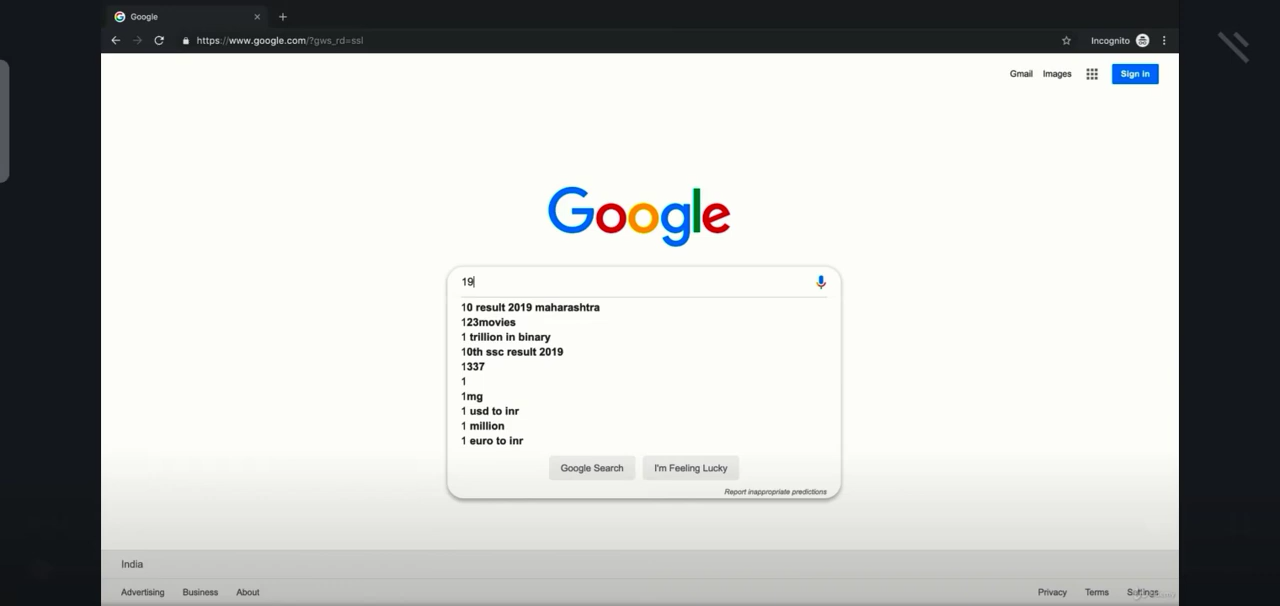 Google
https://www.google.com/?gws_rd=ssl
Incognito
Gmail Images Sign in
Google
19
10 result 2019 maharashtra
123movies
1 trillion in binary
10th ssc result 2019
1337
1
1mg
1 usd to inr
1 million
1 euro to inr
Google Search I'm Feeling Lucky
Report inappropriate predictions
India
Advertising Business About Privacy Terms Settings